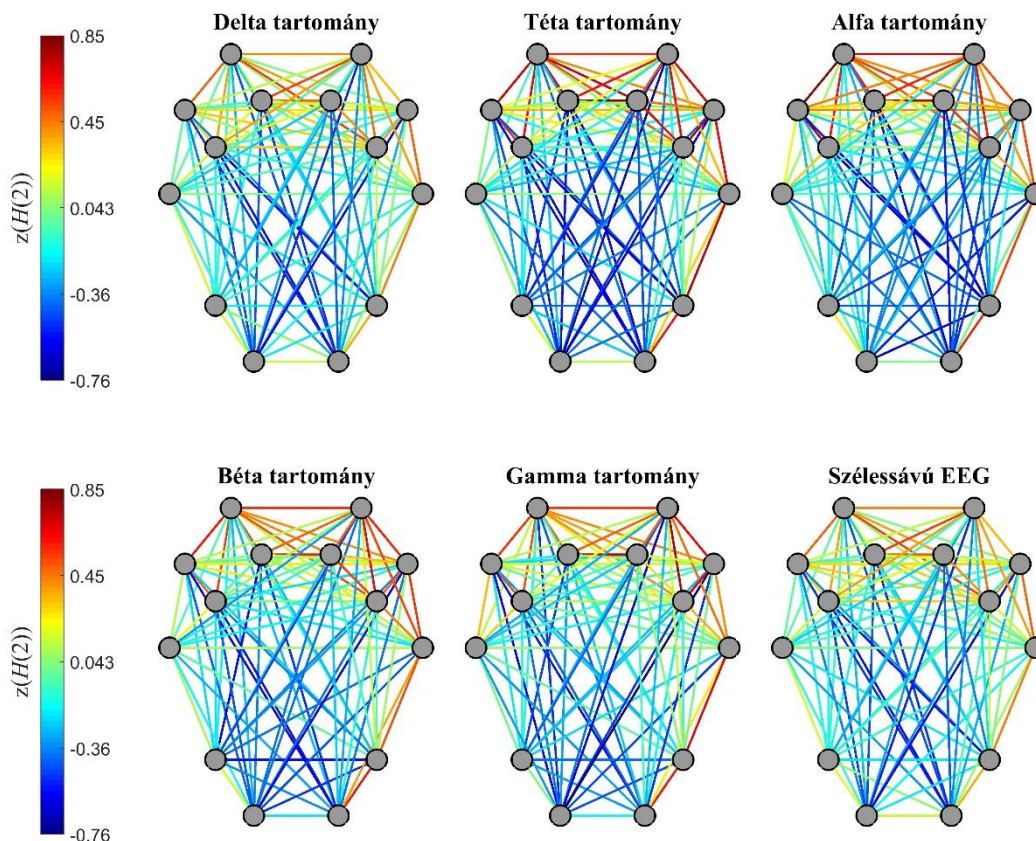 Delta tartomány
Téta tartomány
Alfa tartomány
0.85
0.45
0.043
-0.36
-0.76
z(H(2))
Béta tartomány
Gamma tartomány
Szélessávú EEG
0.85
0.45
0.043
-0.36
-0.76
z(H(2))